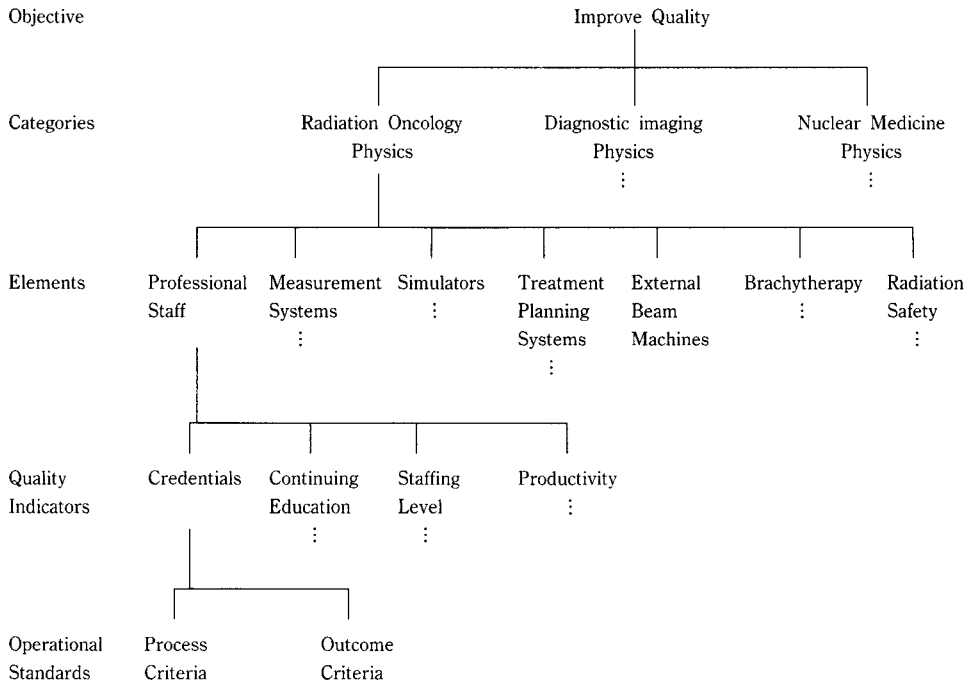 Objective Improve Quality
Categories Radiation Oncology Diagnostic imaging Nuclear Medicine
Physics Physics Physics
⋮ ⋮
Elements Professional Measurement Simulators Treatment External Brachytherapy Radiation
Staff Systems ⋮ Planning Beam ⋮ Safety
⋮ Systems Machines ⋮
⋮
Quality Credentials Continuing Staffing Productivity
Indicators Education Level ⋮
⋮ ⋮
Operational Process Outcome
Standards Criteria Criteria